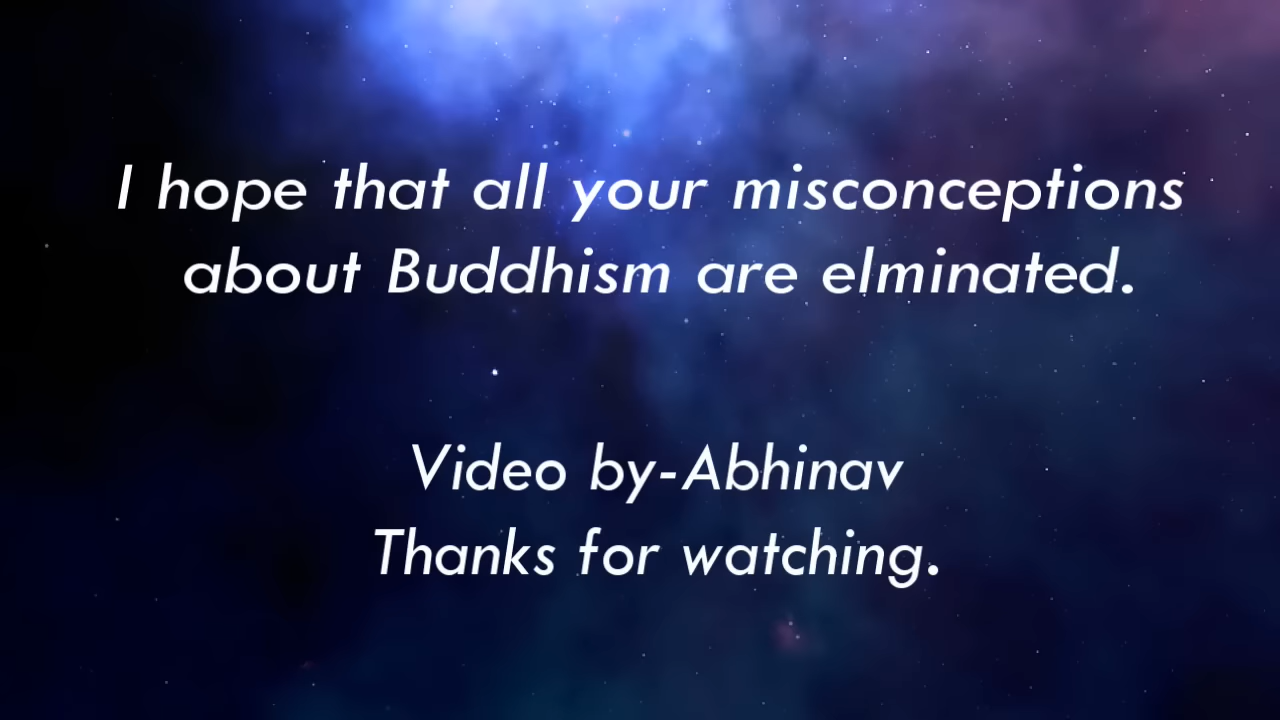 I hope that all your misconceptions
about Buddhism are elminated.
Video by-Abhinav
Thanks for watching.